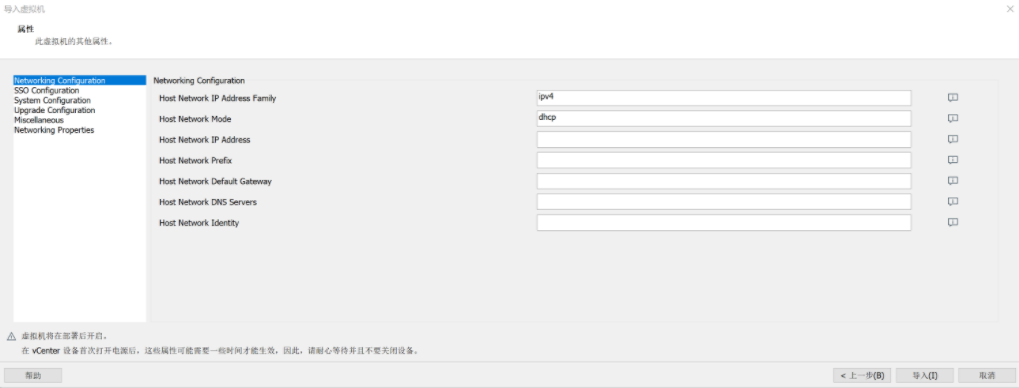 导入虚拟机
属性
此虚拟机的其他属性。
Networking Configuration
SSO Configuration
System Configuration
Upgrade Configuration
Miscellaneous
Networking Properties
Networking Configuration
Host Network IP Address Family
ipv4
Host Network Mode
dhcp
Host Network IP Address
Host Network Prefix
Host Network Default Gateway
Host Network DNS Servers
Host Network Identity
虚拟机将在部署后开启。
在 vCenter 设备首次打开电源后，这些属性可能需要一些时间才能生效，因此，请耐心等待并且不要关闭设备。
帮助
< 上一步(B)
导入(I)
取消